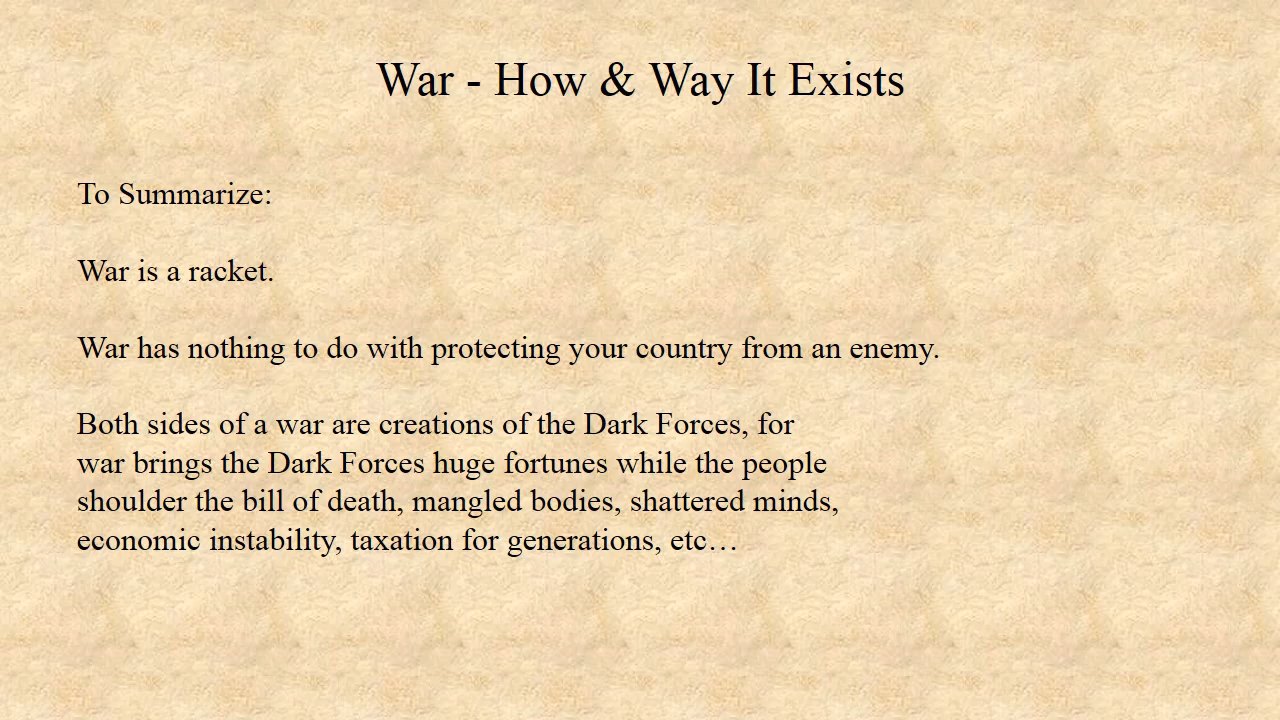 War - How & Way It Exists
To Summarize:
War is a racket.
War has nothing to do with protecting your country from an enemy.
Both sides of a war are creations of the Dark Forces, for
war brings the Dark Forces huge fortunes while the people
shoulder the bill of death, mangled bodies, shattered minds,
economic instability, taxation for generations, etc…